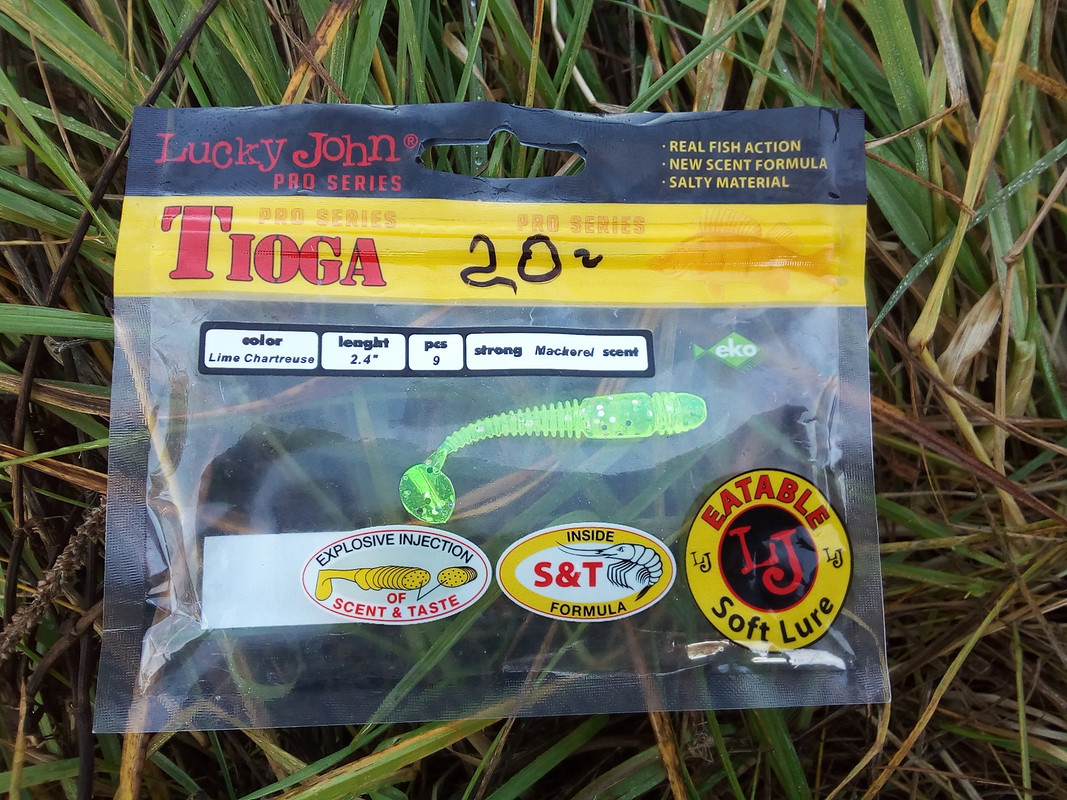 Lucky John®
PRO SERIES
· REAL FISH ACTION
· NEW SCENT FORMULA
· SALTY MATERIAL
PRO SERIES
PRO SERIES
TIOGA
20
color
Lime Chartreuse
lenght
2.4"
pcs
9
strong Mackerel scent
eko
EXPLOSIVE INJECTION
OF
SCENT & TASTE
INSIDE
S&T
FORMULA
EATABLE
LJ
LJ
LJ
Soft Lure